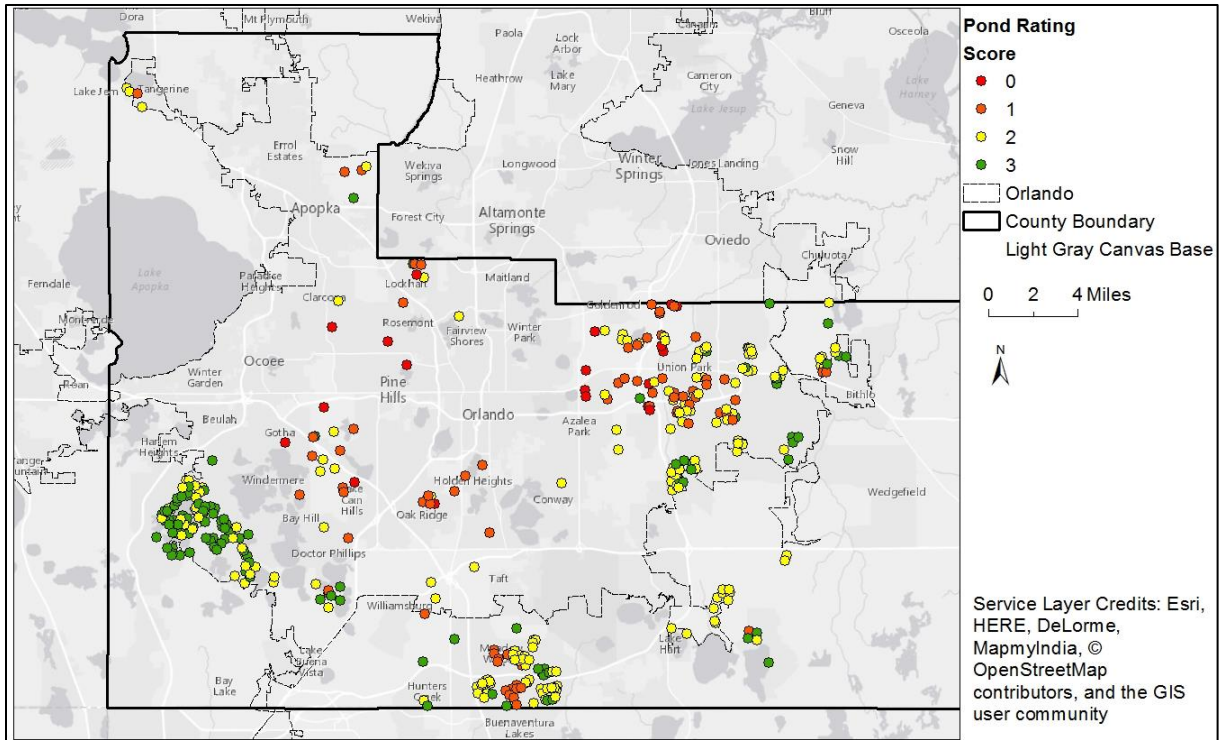 Dora
Mt Plymouth
Wekiva
Paola
Lock
Arbor
Lake
Mary
Heathrow
Cameron
City
Lake Jesup
Osceola
Lake
Harney
Geneva
Snow
Hill
Lake Jem
Tangerine
Errol
Estates
Wekiva
Springs
Longwood
Winter
Springs
Jones Landing
Apopka
Forest City
Altamonte
Springs
Oviedo
Chuluota
Lake
Apopka
Paradise
Heights
Ferndale
Clarcona
Lockhart
Maitland
Goldenrod
Rosemont
Fairview
Shores
Winter
Park
Ocoee
Winter
Garden
Pine
Hills
Union Park
Bithlo
Beulah
Orlando
Azalea
Park
Gotha
Harlem
Heights
Windermere
Holden Heights
Conway
Wedgefield
Bay Hill
Oak Ridge
Doctor Phillips
Taft
Williamsburg
Lake
Hart
Lake
Buena
Vista
Bay
Lake
Hunters
Creek
Buenaventura
Lakes
Pond Rating
Score
0
1
2
3
Orlando
County Boundary
Light Gray Canvas Base
0 2 4 Miles
N
Service Layer Credits: Esri,
HERE, DeLorme,
MapmyIndia, ©
OpenStreetMap
contributors, and the GIS
user community